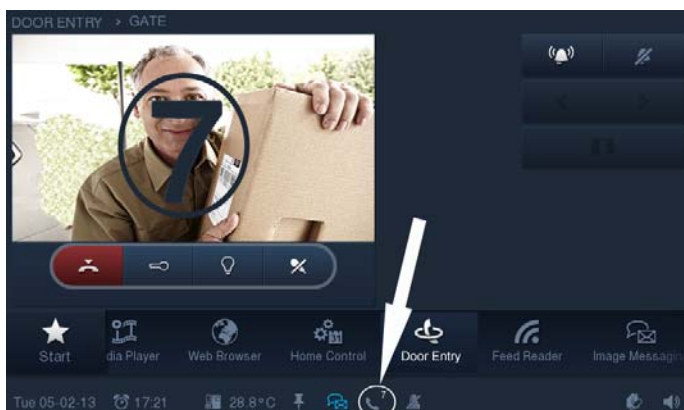 DOOR ENTRY > GATE
7
Start
dia Player
Web Browser
Home Control
Door Entry
Feed Reader
Image Messagin
Tue 05-02-13 17:21 28.8°C 7